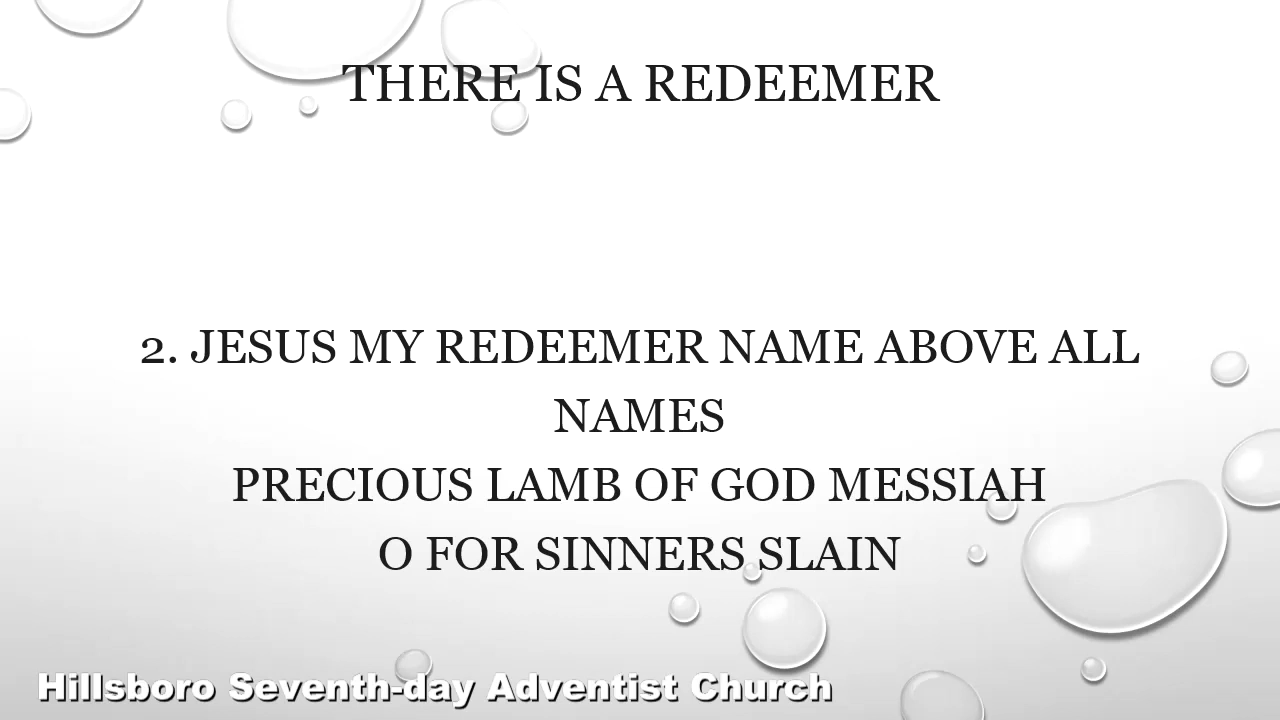 THERE IS A REDEEMER
2. JESUS MY REDEEMER NAME ABOVE ALL
NAMES
PRECIOUS LAMB OF GOD MESSIAH
O FOR SINNERS SLAIN
Hillsboro Seventh-day Adventist Church